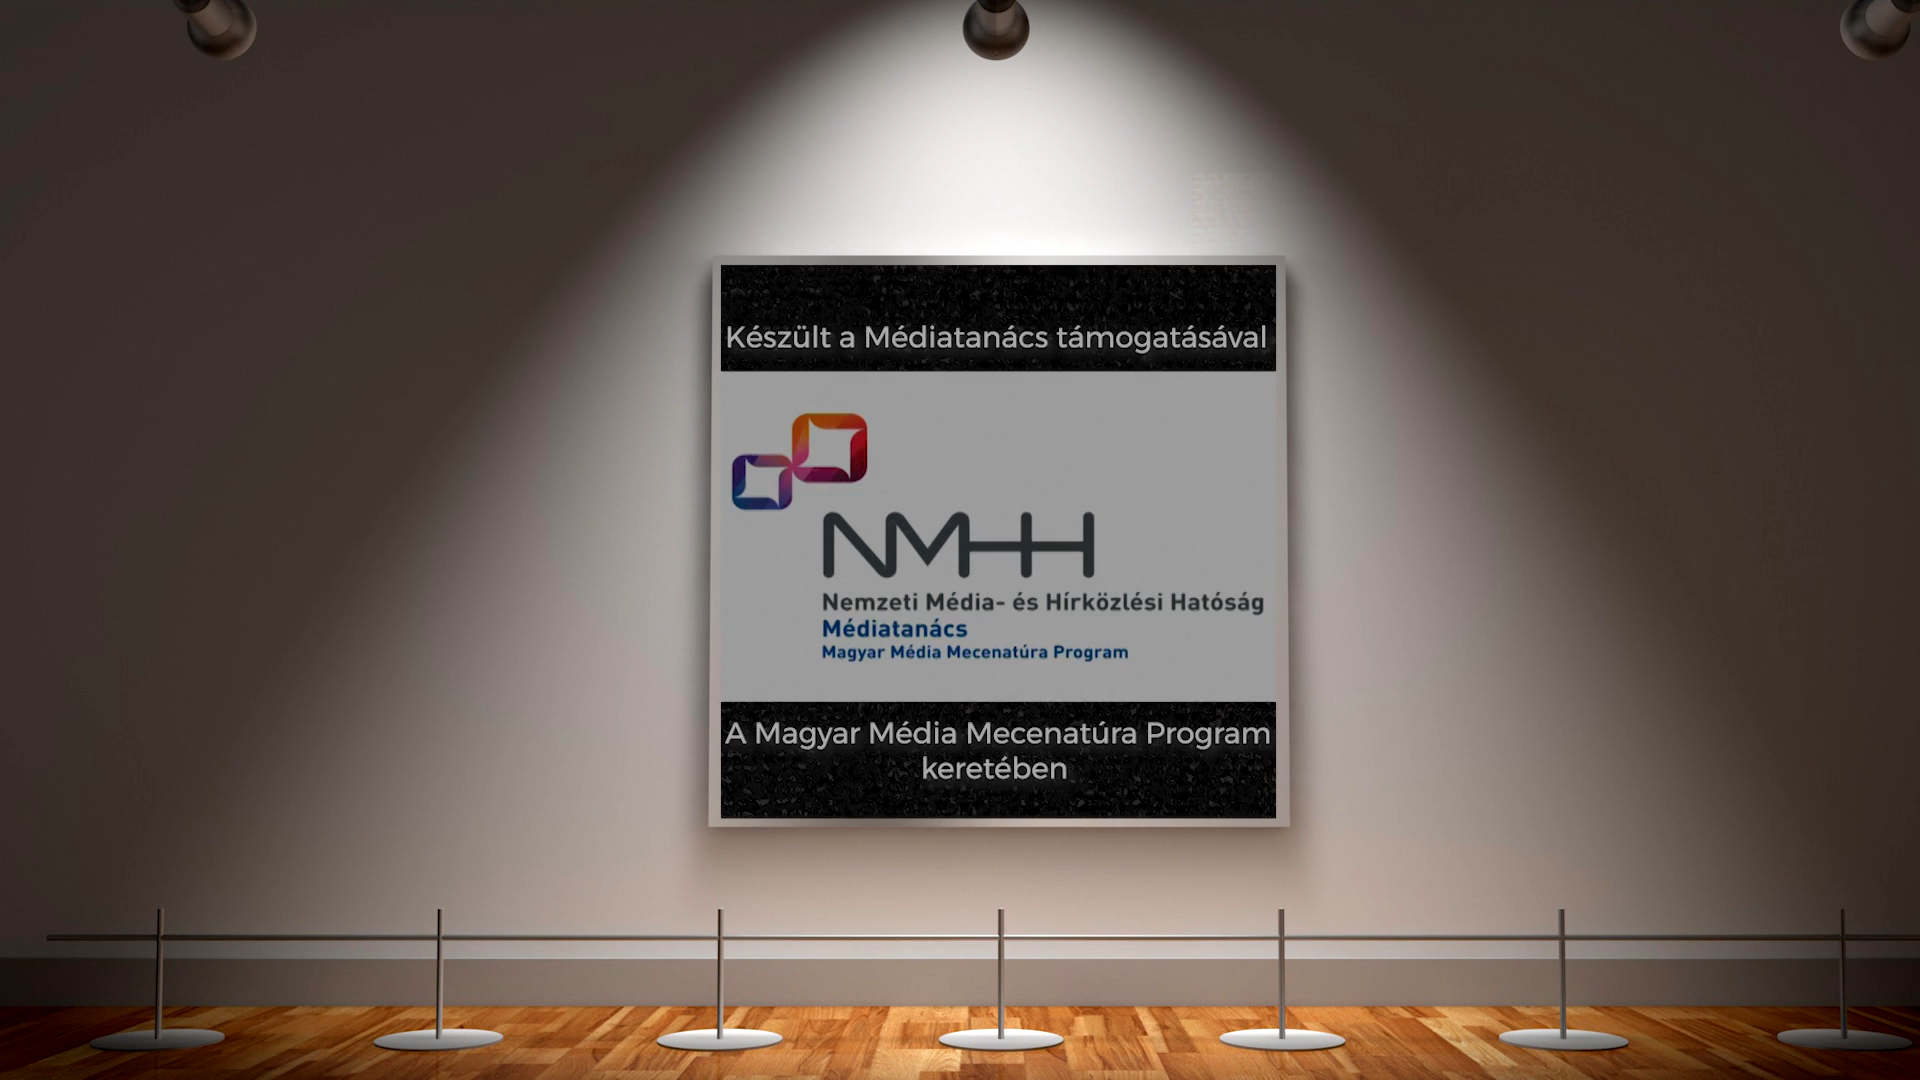 Készült a Médiatanács támogatásával
NMHH
Nemzeti Média- és Hírközlési Hatóság
Médiatanács
Magyar Média Mecenatúra Program
A Magyar Média Mecenatúra Program
keretében